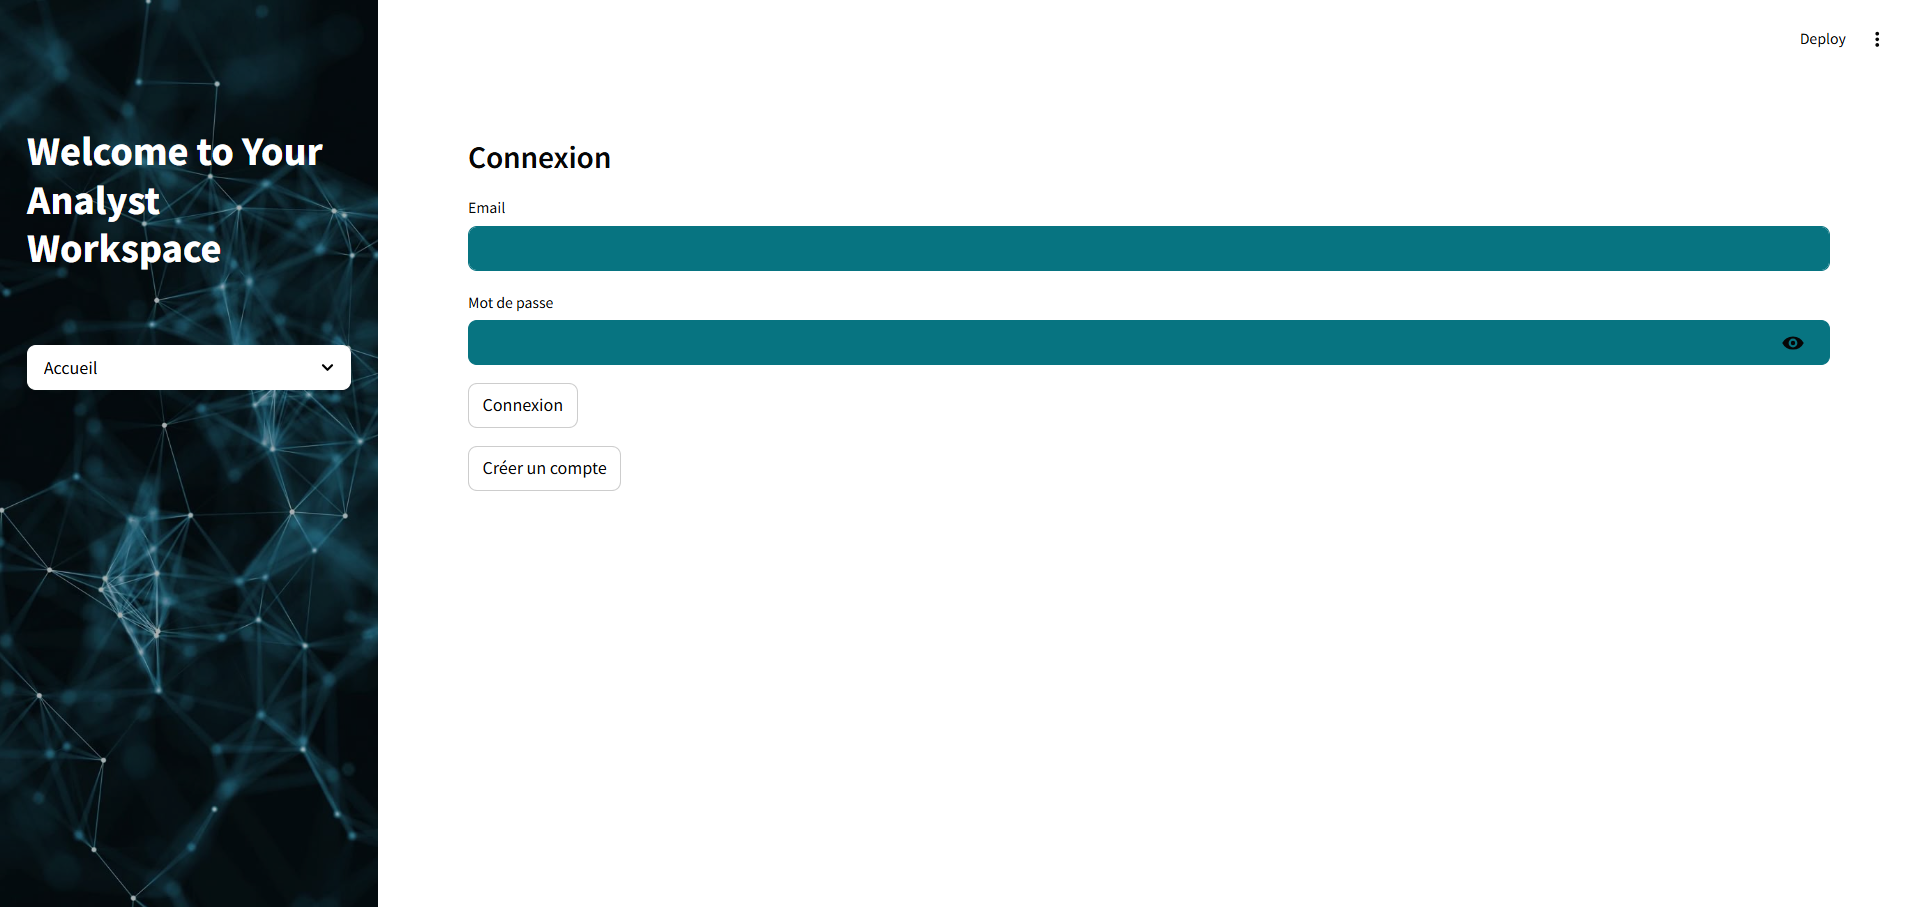 Welcome to Your
Analyst
Workspace
Accueil
Deploy
Connexion
Email
Mot de passe
Connexion
Créer un compte